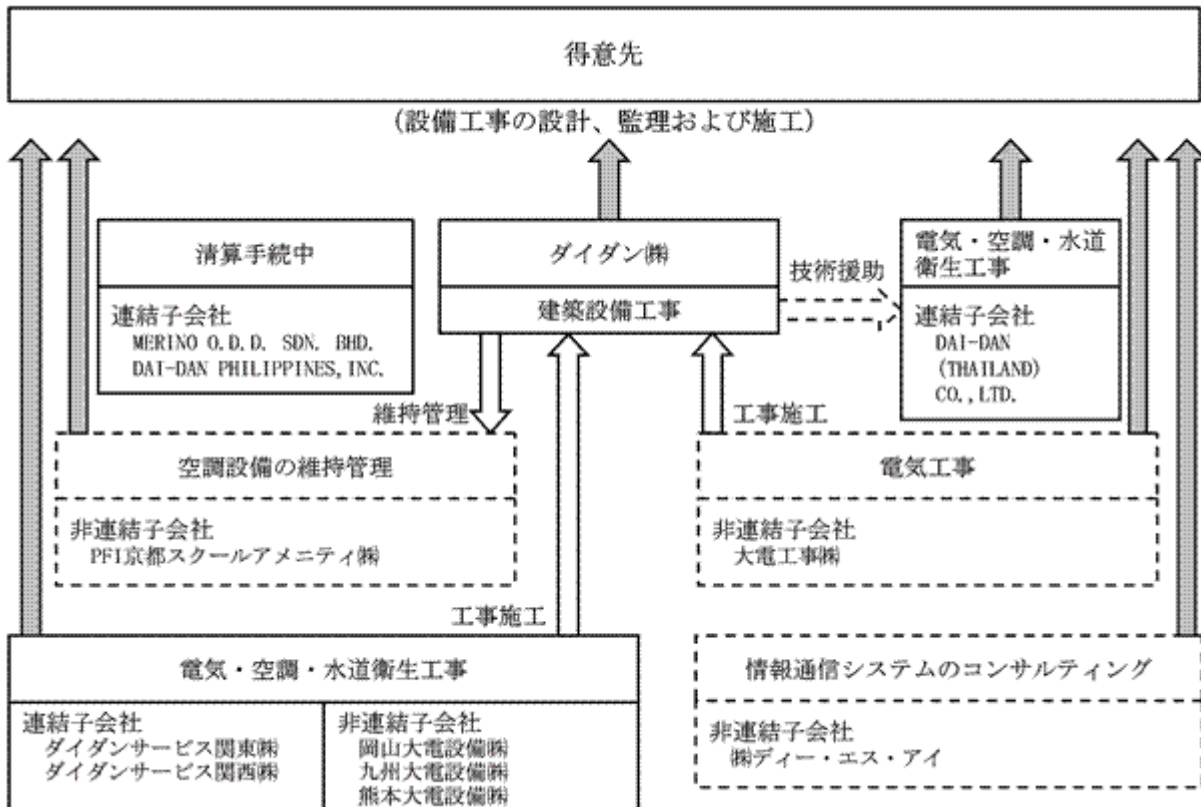 得意先
(設備工事の設計、監理および施工)
清算手続中
連結子会社
MERINO O.D.D. SDN. BHD.
DAI-DAN PHILIPPINES,INC.
ダイダン㈱
建築設備工事
技術援助
電気・空調・水道
衛生工事
連結子会社
DAI-DAN
(THAILAND)
CO.,LTD.
維持管理
工事施工
空調設備の維持管理
非連結子会社
PFI京都スクールアメニティ㈱
電気工事
非連結子会社
大電工事㈱
工事施工
電気・空調・水道衛生工事
連結子会社
ダイダンサービス関東㈱
ダイダンサービス関西㈱
非連結子会社
岡山大電設備㈱
九州大電設備㈱
熊本大電設備㈱
情報通信システムのコンサルティング
非連結子会社
㈱ディー・エス・アイ